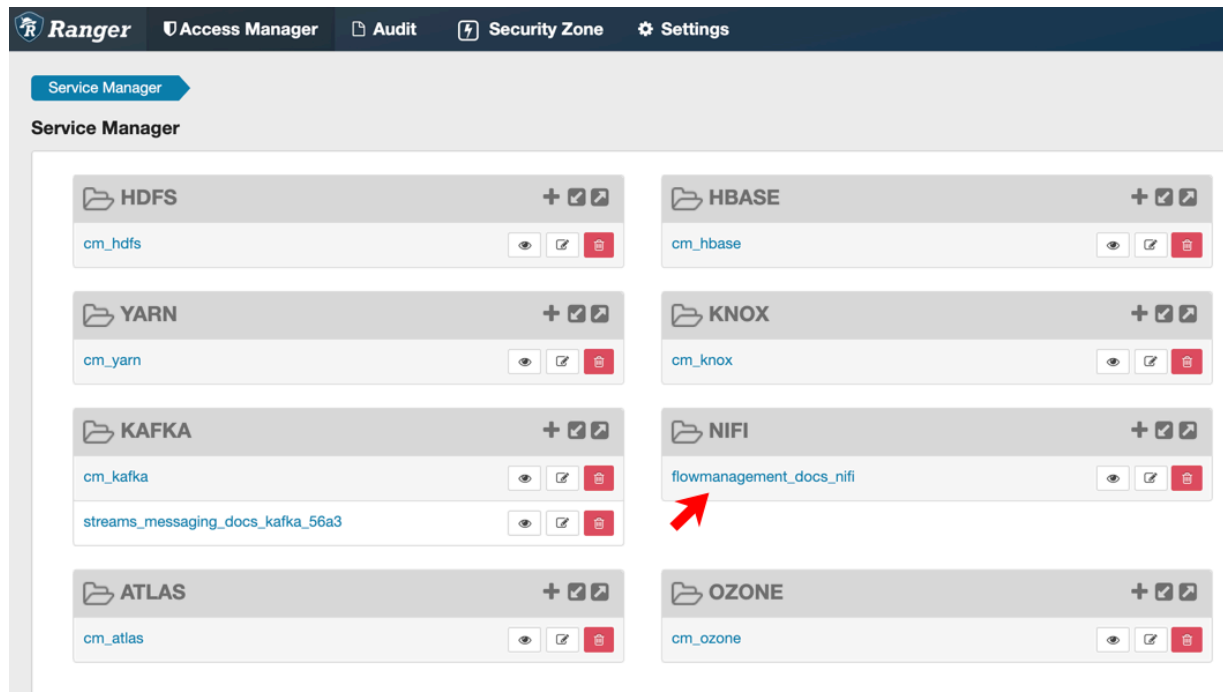 Ranger Access Manager Audit Security Zone Settings
Service Manager
Service Manager
HDFS
cm_hdfs
HBASE
cm_hbase
YARN
cm_yarn
KNOX
cm_knox
KAFKA
cm_kafka
streams_messaging_docs_kafka_56a3
NIFI
flowmanagement_docs_nifi
ATLAS
cm_atlas
OZONE
cm_ozone